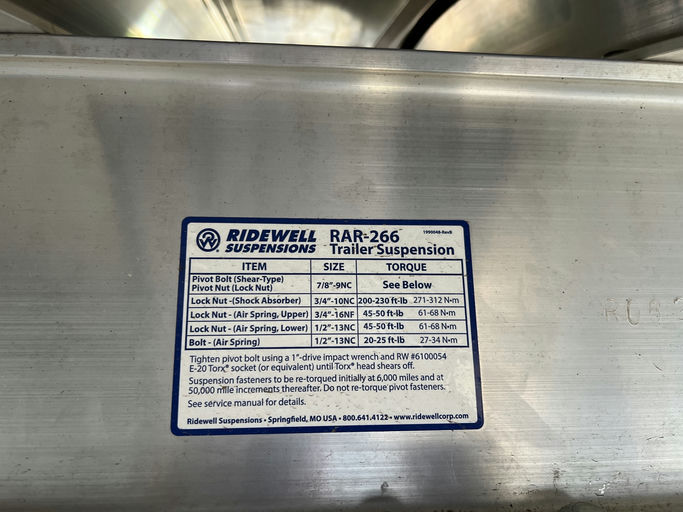 RIDEWELL SUSPENSIONS
RAR-266
Trailer Suspension
1990048-RevB
ITEM SIZE TORQUE
Pivot Bolt (Shear-Type)
Pivot Nut (Lock Nut) 7/8"-9NC See Below
Lock Nut -(Shock Absorber) 3/4"-10NC 200-230 ft-lb 271-312 N•m
Lock Nut - (Air Spring, Upper) 3/4"-16NF 45-50 ft-lb 61-68 N•m
Lock Nut - (Air Spring, Lower) 1/2"-13NC 45-50 ft-lb 61-68 N•m
Bolt - (Air Spring) 1/2"-13NC 20-25 ft-lb 27-34 N•m
Tighten pivot bolt using a 1"-drive impact wrench and RW #6100054
E-20 Torx® socket (or equivalent) until Torx® head shears off.
Suspension fasteners to be re-torqued initially at 6,000 miles and at
50,000 mile increments thereafter. Do not re-torque pivot fasteners.
See service manual for details.
Ridewell Suspensions • Springfield, MO USA • 800.641.4122 • www.ridewellcorp.com